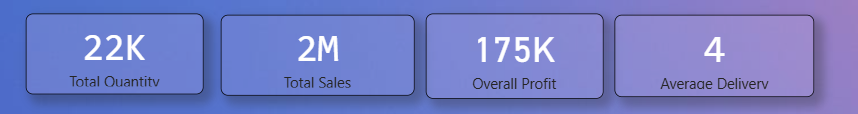 22K
Total Quantity
2M
Total Sales
175K
Overall Profit
4
Average Delivery